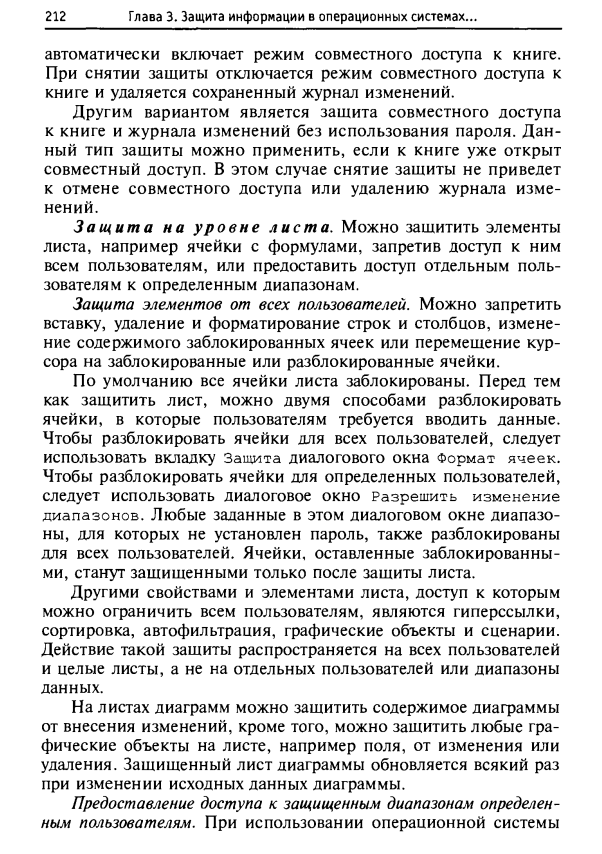 212 Глава 3. Защита информации в операционных системах...
автоматически включает режим совместного доступа к книге.
При снятии защиты отключается режим совместного доступа к
книге и удаляется сохраненный журнал изменений.
Другим вариантом является защита совместного доступа
к книге и журнала изменений без использования пароля. Дан-
ный тип защиты можно применить, если к книге уже открыт
совместный доступ. В этом случае снятие защиты не приведет
к отмене совместного доступа или удалению журнала изме-
нений.
Защита на уровне листа. Можно защитить элементы
листа, например ячейки с формулами, запретив доступ к ним
всем пользователям, или предоставить доступ отдельным поль-
зователям к определенным диапазонам.
Защита элементов от всех пользователей. Можно запретить
вставку, удаление и форматирование строк и столбцов, измене-
ние содержимого заблокированных ячеек или перемещение кур-
сора на заблокированные или разблокированные ячейки.
По умолчанию все ячейки листа заблокированы. Перед тем
как защитить лист, можно двумя способами разблокировать
ячейки, в которые пользователям требуется вводить данные.
Чтобы разблокировать ячейки для всех пользователей, следует
использовать вкладку Защита диалогового окна Формат ячеек.
Чтобы разблокировать ячейки для определенных пользователей,
следует использовать диалоговое окно Разрешить изменение
диапазонов. Любые заданные в этом диалоговом окне диапазо-
ны, для которых не установлен пароль, также разблокированы
для всех пользователей. Ячейки, оставленные заблокированны-
ми, станут защищенными только после защиты листа.
Другими свойствами и элементами листа, доступ к которым
можно ограничить всем пользователям, являются гиперссылки,
сортировка, автофильтрация, графические объекты и сценарии.
Действие такой защиты распространяется на всех пользователей
и целые листы, а не на отдельных пользователей или диапазоны
данных.
На листах диаграмм можно защитить содержимое диаграммы
от внесения изменений, кроме того, можно защитить любые гра-
фические объекты на листе, например поля, от изменения или
удаления. Защищенный лист диаграммы обновляется всякий раз
при изменении исходных данных диаграммы.
Предоставление доступа к защищенным диапазонам определен-
ным пользователям. При использовании операционной системы